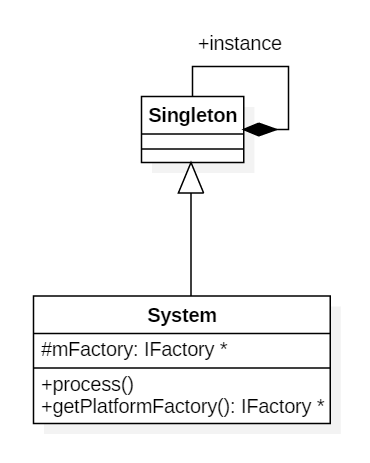 +instance
Singleton
System
#mFactory: IFactory *
+process()
+getPlatformFactory(): IFactory *